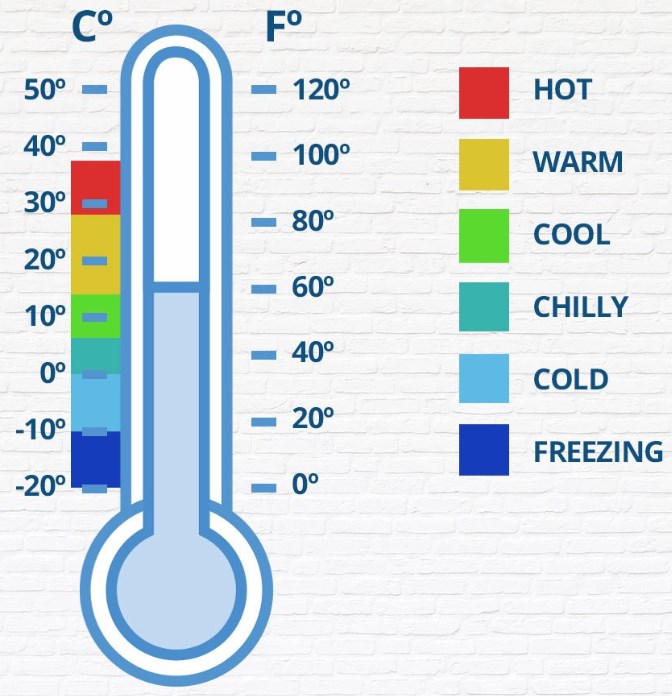 Cº Fº
50º 120º HOT
40º 100º WARM
30º 80º COOL
20º 60º
10º 40º CHILLY
0º 20º COLD
-10º 0º FREEZING
-20º